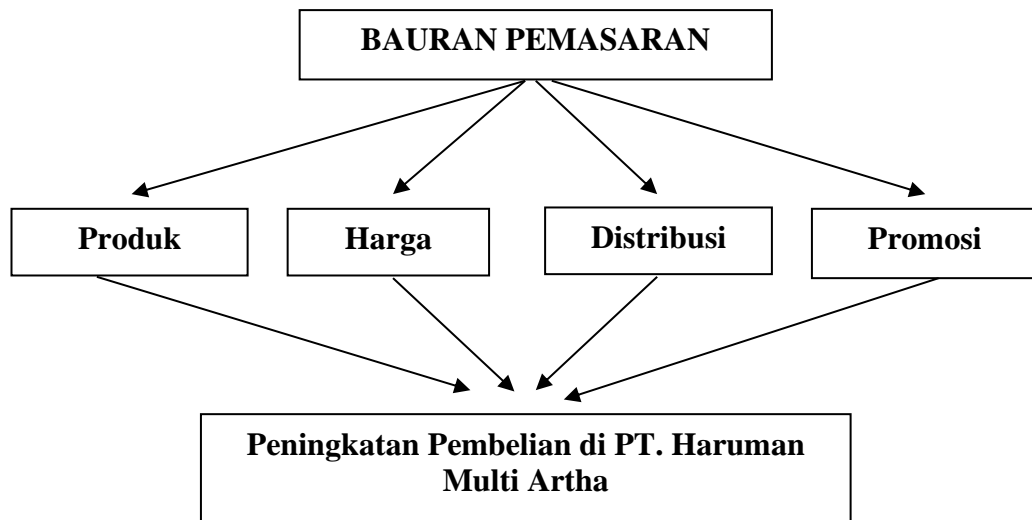 BAURAN PEMASARAN
Produk
Harga
Distribusi
Promosi
Peningkatan Pembelian di PT. Haruman
Multi Artha